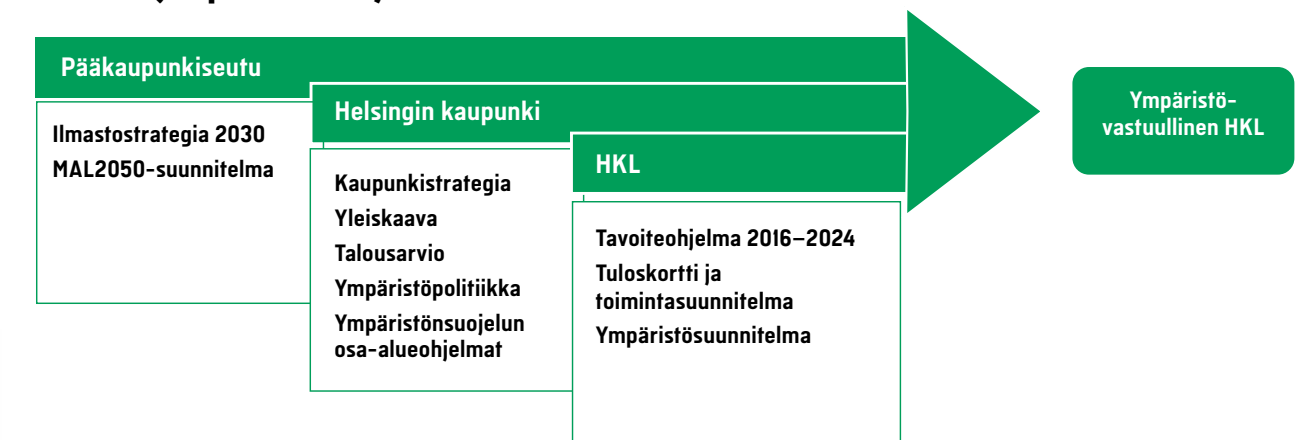 Pääkaupunkiseutu
Ilmastostrategia 2030
MAL2050-suunnitelma
Helsingin kaupunki
Kaupunkistrategia
Yleiskaava
Talousarvio
Ympäristöpolitiikka
Ympäristönsuojelun
osa-alueohjelmat
HKL
Tavoiteohjelma 2016–2024
Tuloskortti ja
toimintasuunnitelma
Ympäristösuunnitelma
Ympäristö-
vastuullinen HKL